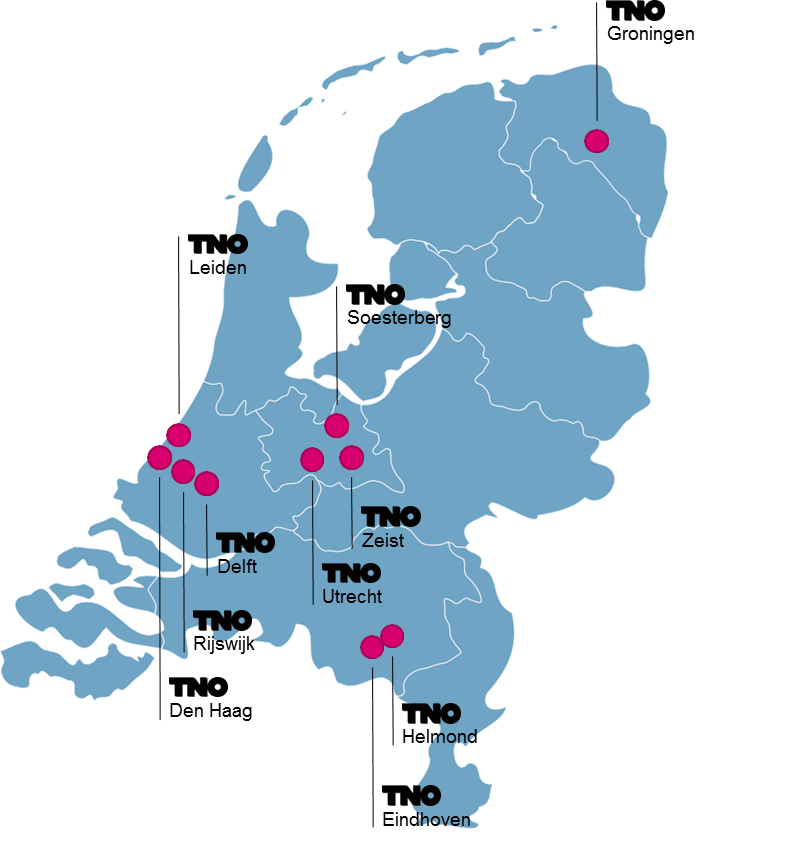 TNO
Groningen
TNO
Leiden
TNO
Soesterberg
TNO
Zeist
TNO
Delft
TNO
Utrecht
TNO
Rijswijk
TNO
Den Haag
TNO
Helmond
TNO
Eindhoven